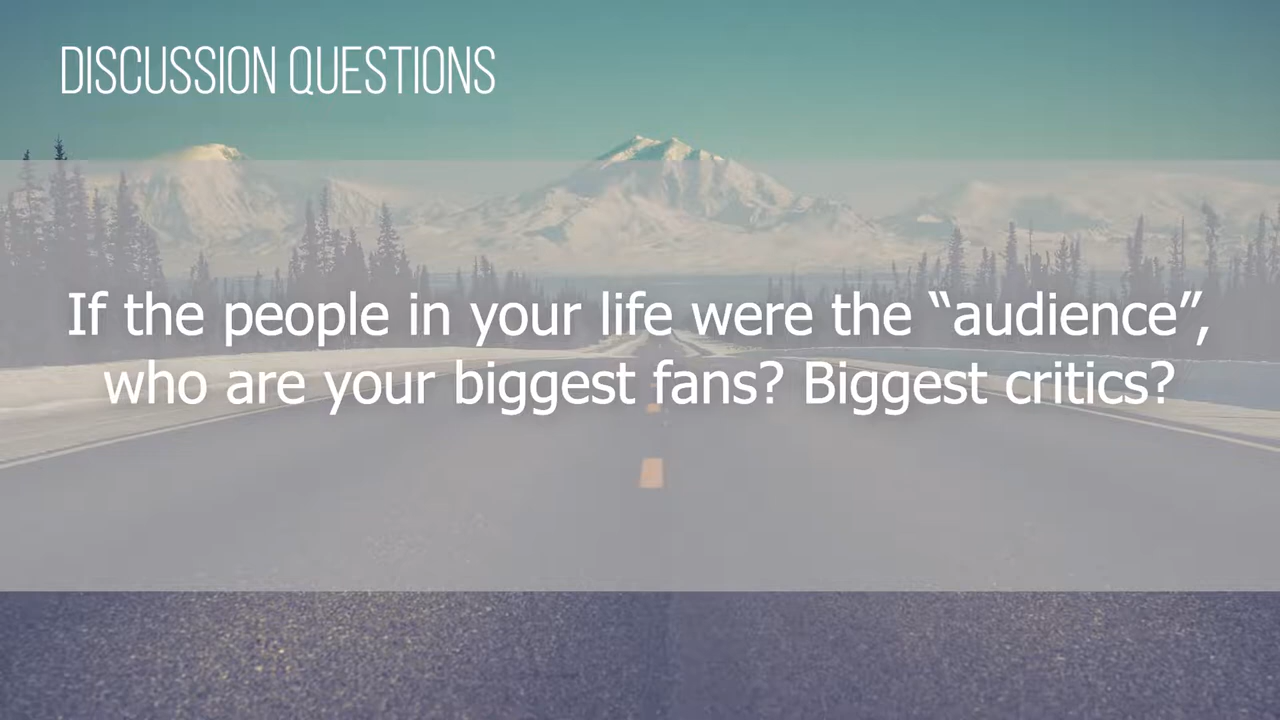 DISCUSSION QUESTIONS
If the people in your life were the “audience”,
who are your biggest fans? Biggest critics?